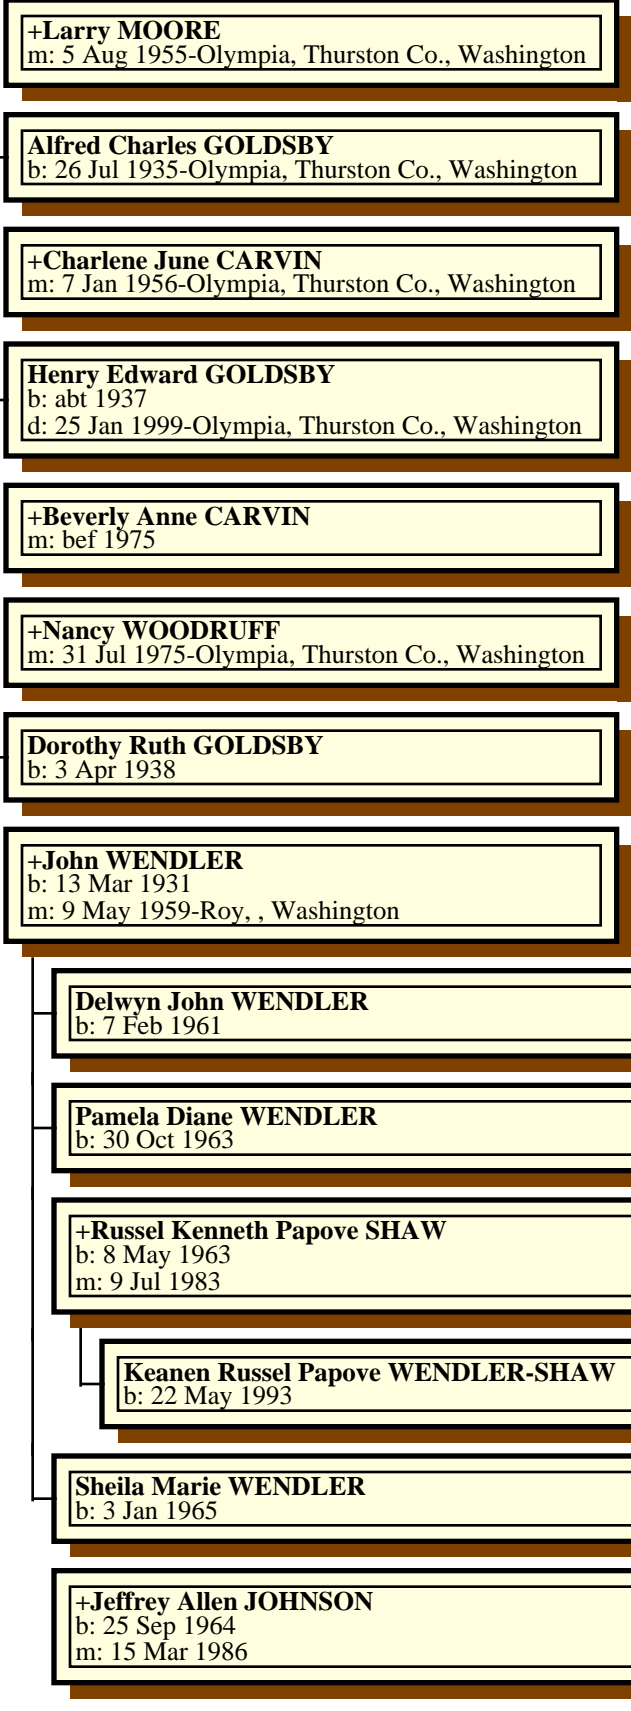 +Larry MOORE
m: 5 Aug 1955-Olympia, Thurston Co., Washington
Alfred Charles GOLDSBY
b: 26 Jul 1935-Olympia, Thurston Co., Washington
+Charlene June CARVIN
m: 7 Jan 1956-Olympia, Thurston Co., Washington
Henry Edward GOLDSBY
b: abt 1937
d: 25 Jan 1999-Olympia, Thurston Co., Washington
+Beverly Anne CARVIN
m: bef 1975
+Nancy WOODRUFF
m: 31 Jul 1975-Olympia, Thurston Co., Washington
Dorothy Ruth GOLDSBY
b: 3 Apr 1938
+John WENDLER
b: 13 Mar 1931
m: 9 May 1959-Roy, , Washington
Delwyn John WENDLER
b: 7 Feb 1961
Pamela Diane WENDLER
b: 30 Oct 1963
+Russel Kenneth Papove SHAW
b: 8 May 1963
m: 9 Jul 1983
Keanen Russel Papove WENDLER-SHAW
b: 22 May 1993
Sheila Marie WENDLER
b: 3 Jan 1965
+Jeffrey Allen JOHNSON
b: 25 Sep 1964
m: 15 Mar 1986